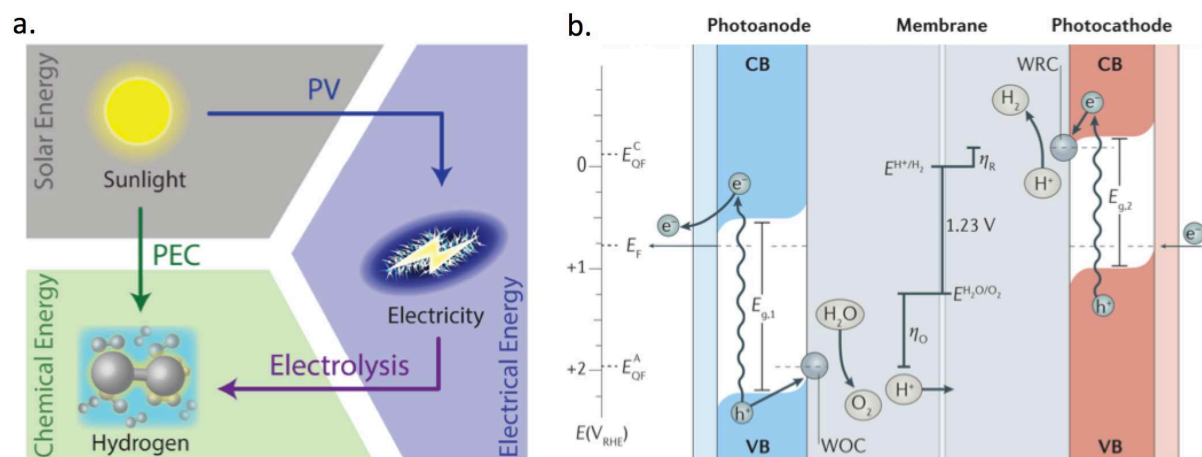 a.
Solar Energy
Sunlight
PV
PEC
Electricity
Electrical Energy
Electrolysis
Chemical Energy
Hydrogen
b.
Photoanode
Membrane
Photocathode
CB
WRC
CB
H₂
e⁻
E_QF^C
0
E^H⁺/H₂
η_R
H⁺
E_g,2
e⁻
e⁻
1.23 V
e⁻
E_F
+1
E_g,1
E^H₂O/O₂
h⁺
H₂O
η_O
+2
E_QF^A
H⁺
O₂
h⁺
E(V_RHE)
VB
WOC
VB